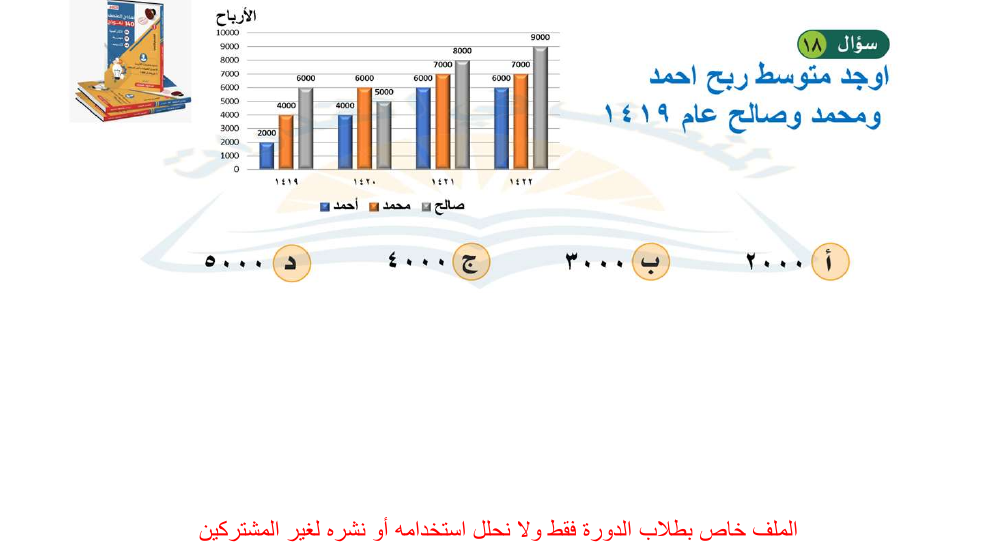 سؤال ١٨
اوجد متوسط ربح احمد
ومحمد وصالح عام ١٤١٩
الأرباح
10000
9000
8000
7000
6000
5000
4000
3000
2000
1000
0
2000 4000 6000
4000 6000 5000
6000 7000 8000
6000 7000 9000
١٤١٩ ١٤٢٠ ١٤٢١ ١٤٢٢
أحمد محمد صالح
أ ٢٠٠٠ ب ٣٠٠٠ ج ٤٠٠٠ د ٥٠٠٠
الملف خاص بطلاب الدورة فقط ولا نحلل استخدامه أو نشره لغير المشتركين